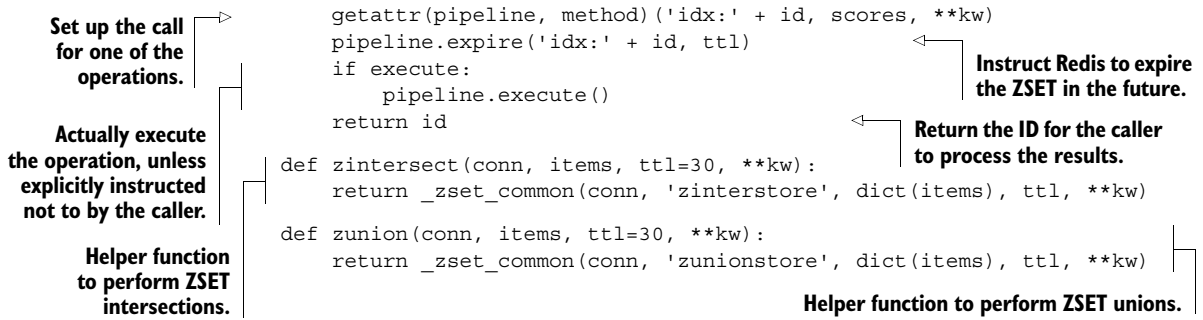 getattr(pipeline, method)('idx:' + id, scores, **kw)
Set up the call
for one of the
operations.
pipeline.expire('idx:' + id, ttl)
Instruct Redis to expire
the ZSET in the future.
if execute:
pipeline.execute()
Actually execute
the operation, unless
explicitly instructed
not to by the caller.
return id
Return the ID for the caller
to process the results.
def zintersect(conn, items, ttl=30, **kw):
return _zset_common(conn, 'zinterstore', dict(items), ttl, **kw)
Helper function
to perform ZSET
intersections.
def zunion(conn, items, ttl=30, **kw):
return _zset_common(conn, 'zunionstore', dict(items), ttl, **kw)
Helper function to perform ZSET unions.